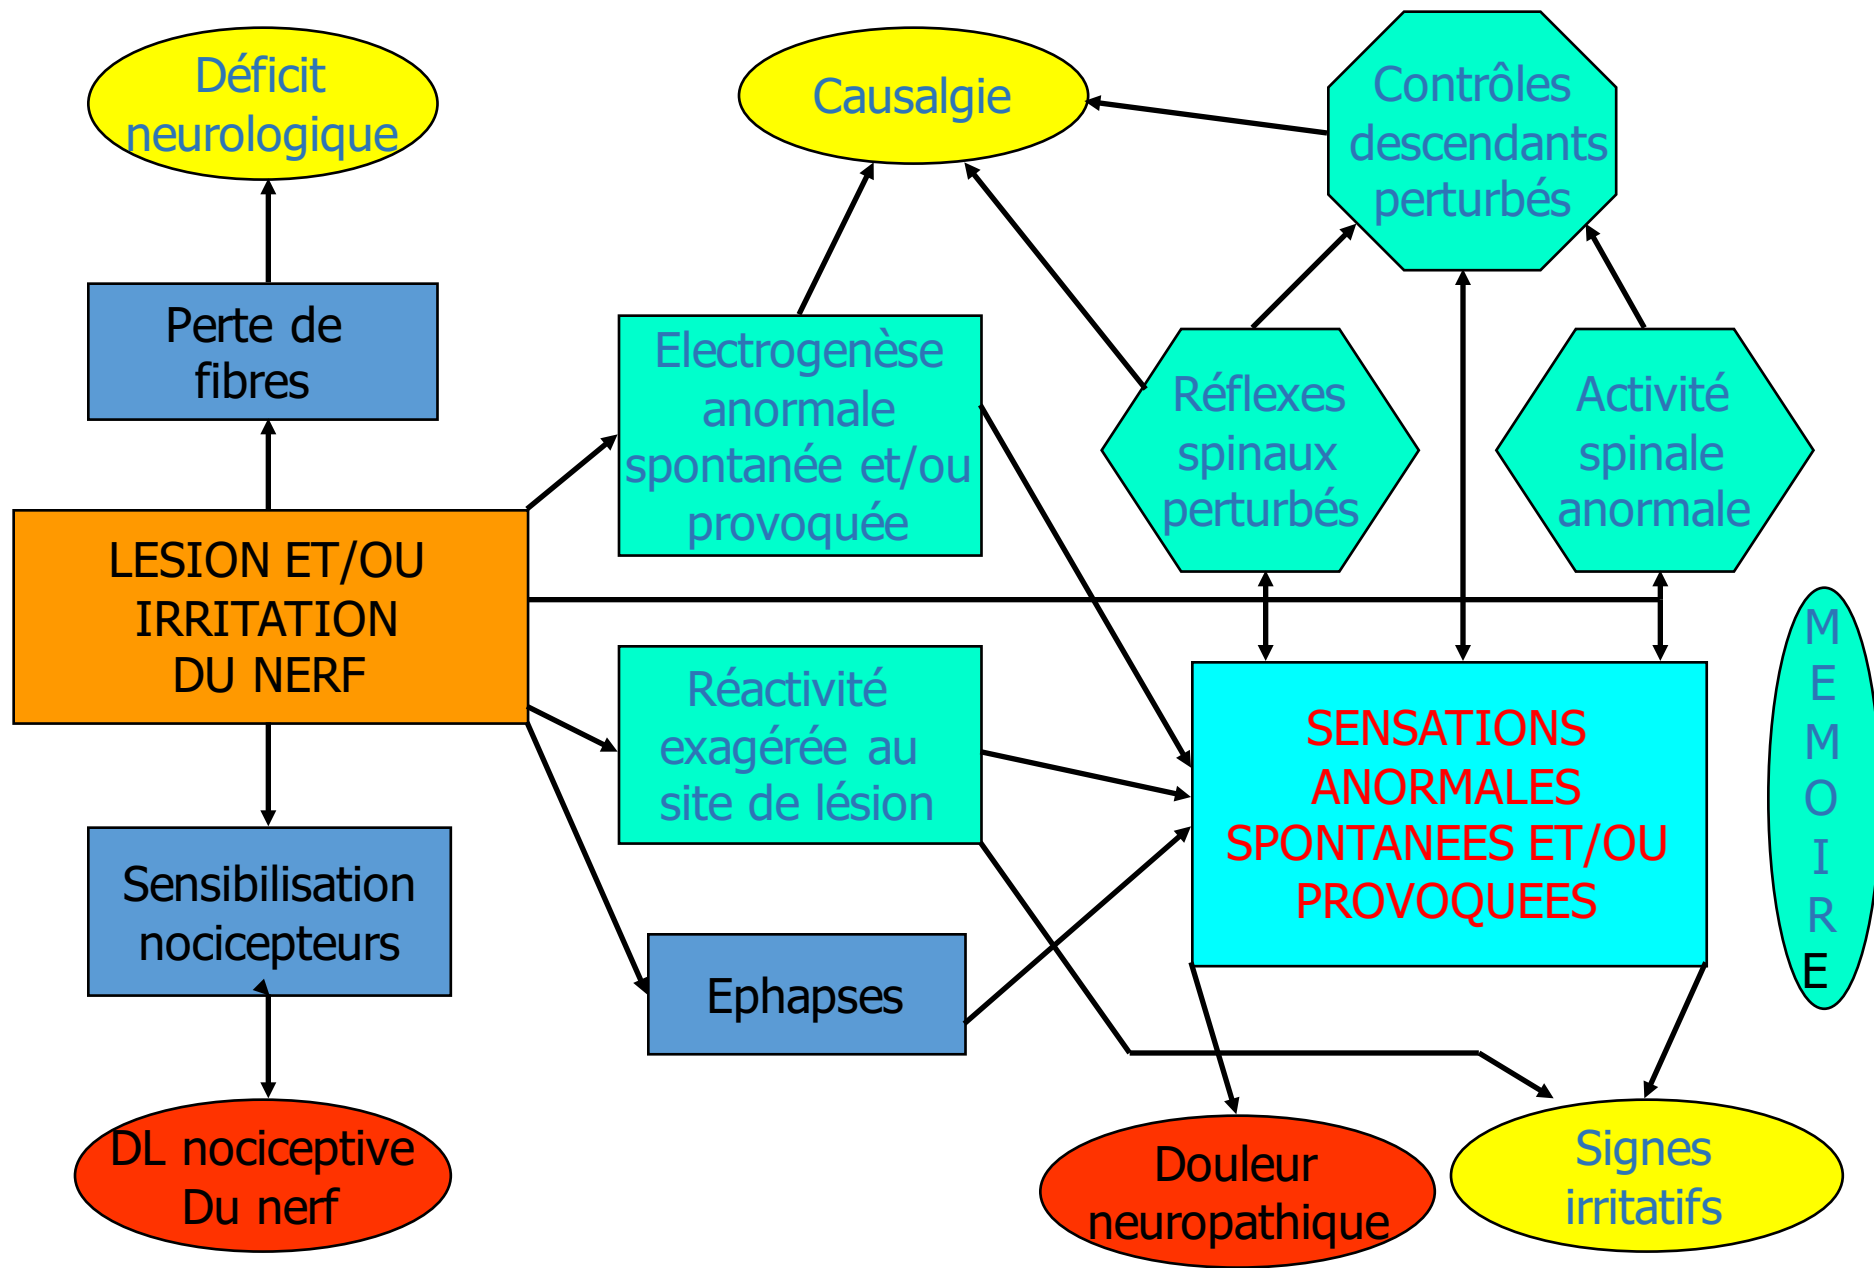 Déficit
neurologique
Causalgie
Contrôles
descendants
perturbés
Perte de
fibres
Electrogenèse
anormale
spontanée et/ou
provoquée
Réflexes
spinaux
perturbés
Activité
spinale
anormale
LESION ET/OU
IRRITATION
DU NERF
Réactivité
exagérée au
site de lésion
SENSATIONS
ANORMALES
SPONTANEES ET/OU
PROVOQUEES
M
E
M
O
I
R
E
Sensibilisation
nocicepteurs
Ephapses
DL nociceptive
Du nerf
Douleur
neuropathique
Signes
irritatifs